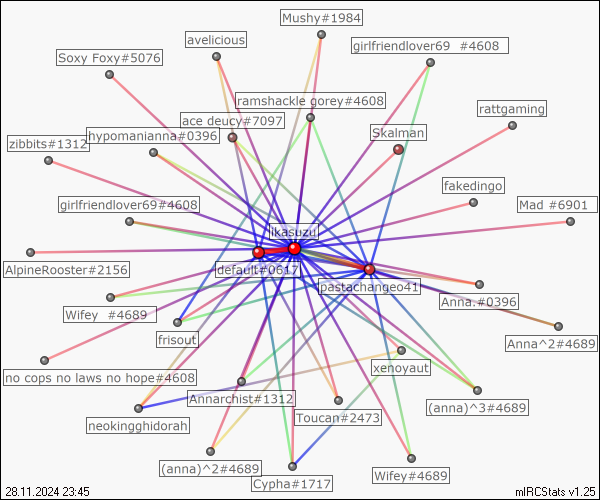 Mushy#1984
avelicious
girlfriendlover69 #4608
Soxy Foxy#5076
ramshackle gorey#4608
rattgaming
ace deucy#7097
Skalman
hypomanianna#0396
zibbits#1312
fakedingo
girlfriendlover69#4608
Mad #6901
likasuzu
AlpineRooster#2156
default#0617
pastachangeo41
Anna.#0396
Wifey #4689
frisout
Anna^2#4689
xenoyaut
no cops no laws no hope#4608
Annarchist#1312
(anna)^3#4689
Toucan#2473
neokingghidorah
(anna)^2#4689
Wifey#4689
Cypha#1717
28.11.2024 23:45
mIRCStats v1.25